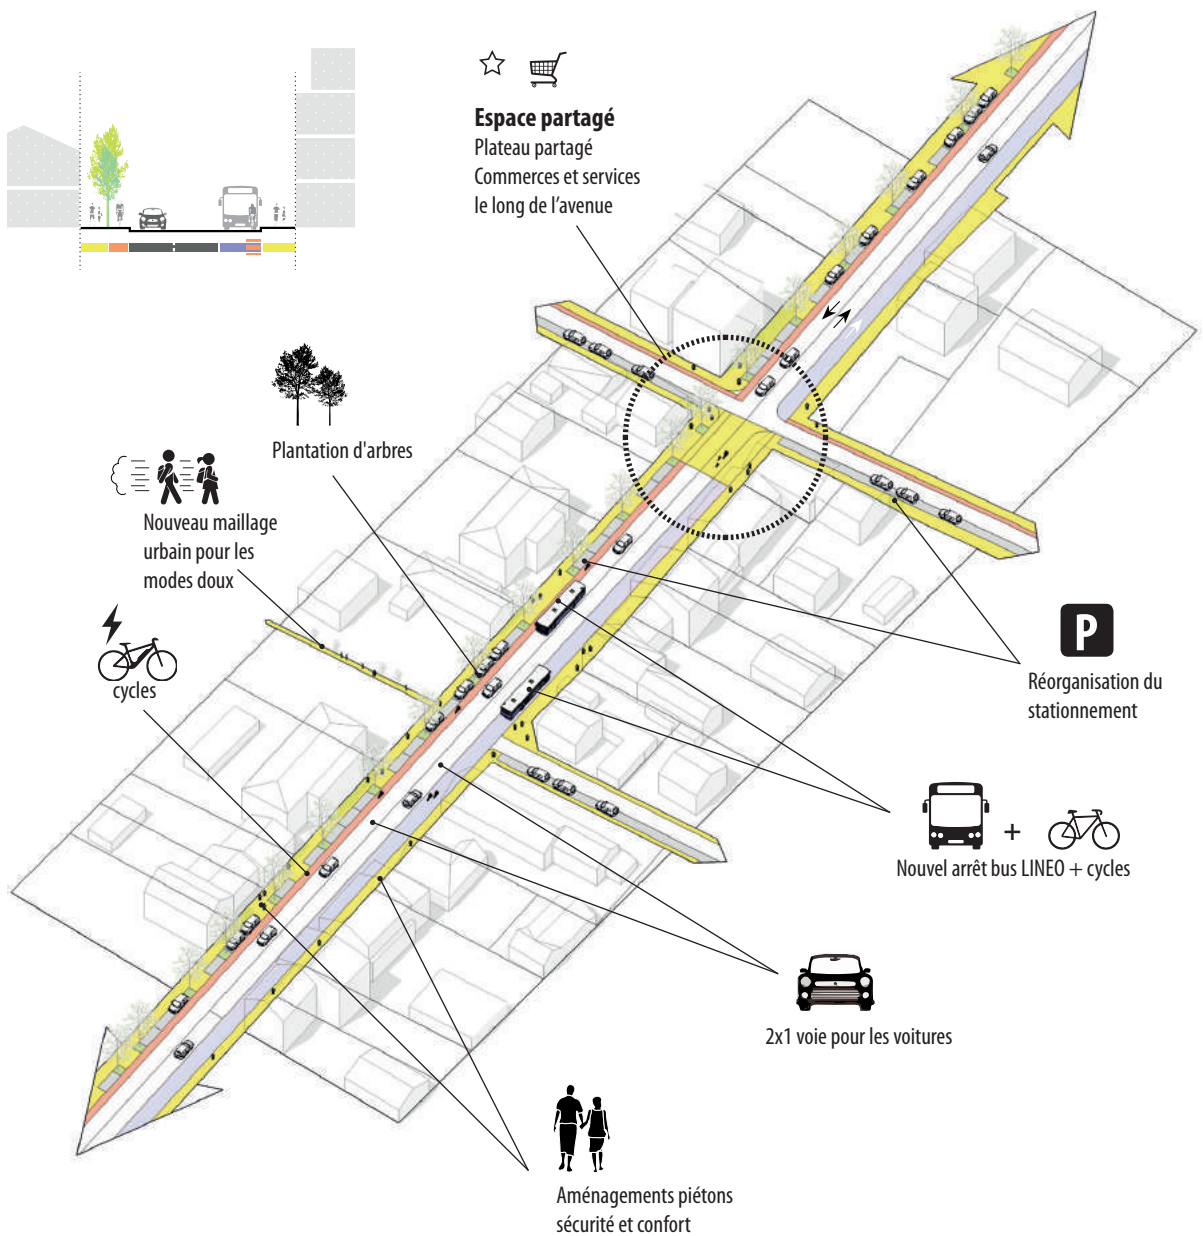 Espace partagé
Plateau partagé
Commerces et services
le long de l’avenue
Plantation d'arbres
Nouveau maillage
urbain pour les
modes doux
cycles
P
Réorganisation du
stationnement
+
Nouvel arrêt bus LINEO + cycles
2x1 voie pour les voitures
Aménagements piétons
sécurité et confort